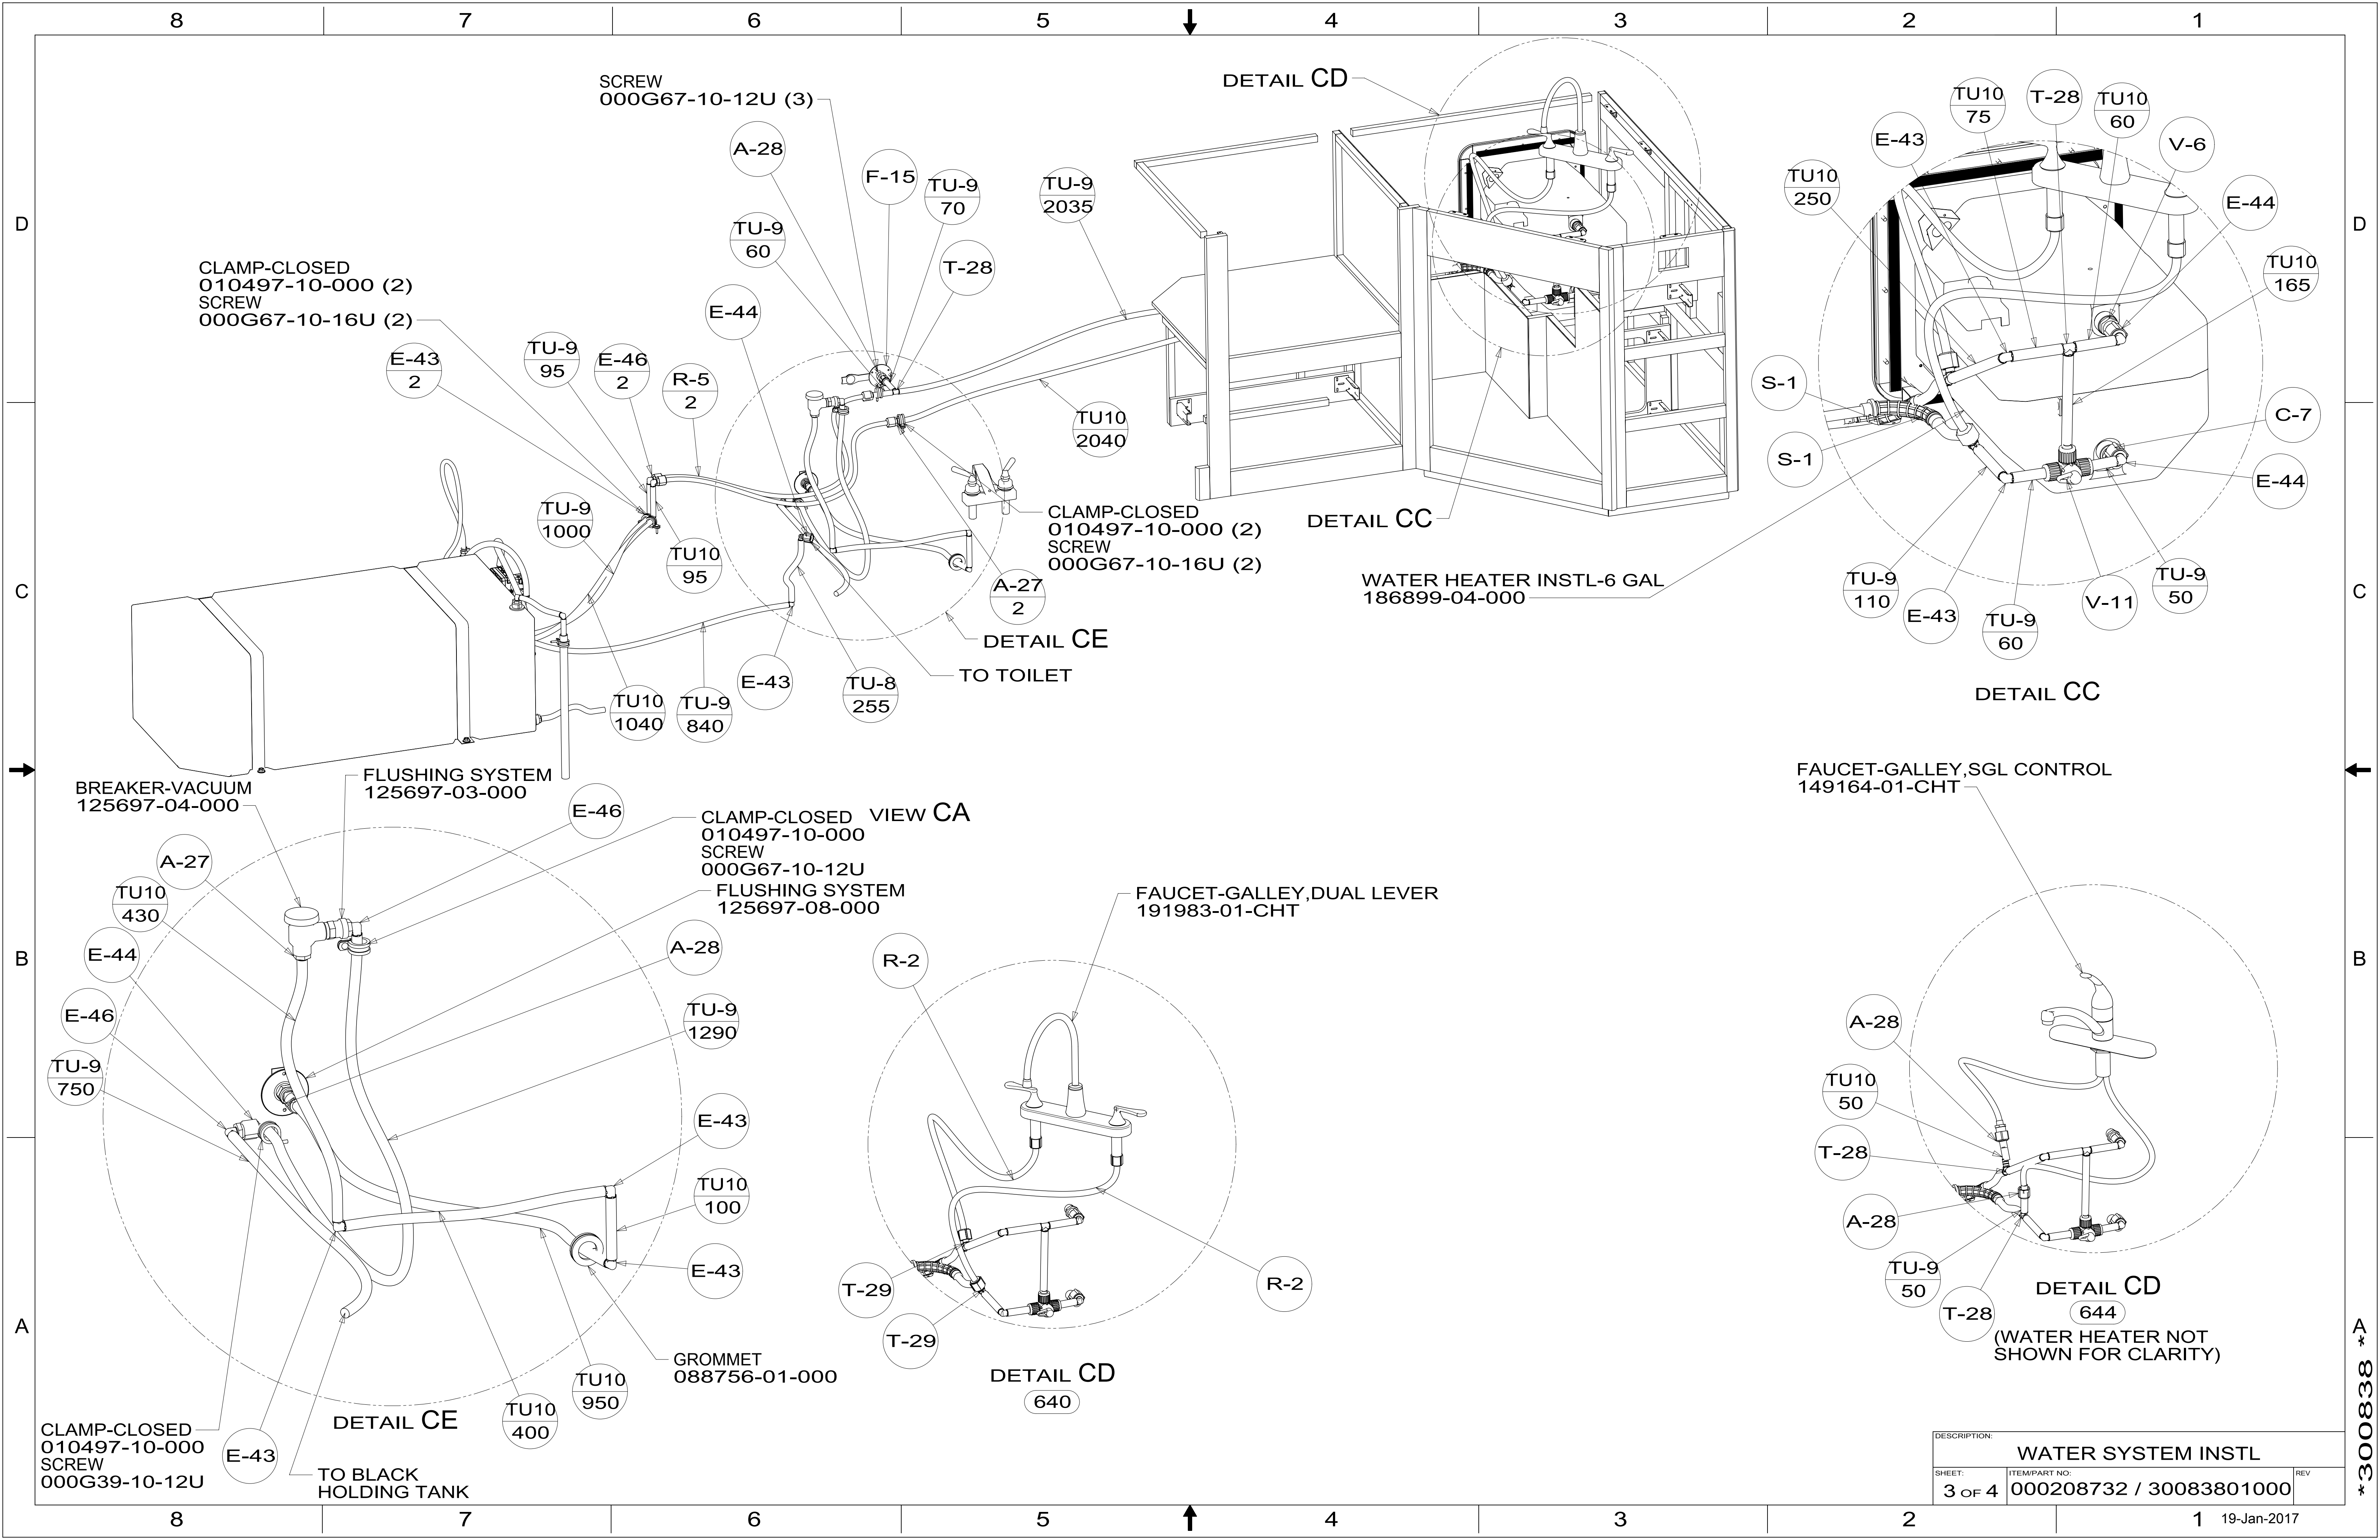 8 7 6 5 4 3 2 1
D
C
B
A
D
C
B
A
SCREW
000G67-10-12U (3)
A-28
F-15
TU-9
70
TU-9
60
T-28
TU-9
2035
E-44
CLAMP-CLOSED
010497-10-000 (2)
SCREW
000G67-10-16U (2)
E-43
2
TU-9
95
E-46
2
R-5
2
TU-9
1000
TU10
95
TU10
2040
CLAMP-CLOSED
010497-10-000 (2)
SCREW
000G67-10-16U (2)
A-27
2
DETAIL CE
TO TOILET
E-43
TU-8
255
TU10
1040
TU-9
840
DETAIL CD
DETAIL CC
WATER HEATER INSTL-6 GAL
186899-04-000
TU10
75
T-28
TU10
60
E-43
V-6
TU10
250
E-44
TU10
165
S-1
C-7
S-1
E-44
TU-9
110
E-43
TU-9
60
V-11
TU-9
50
DETAIL CC
VIEW CA
BREAKER-VACUUM
125697-04-000
FLUSHING SYSTEM
125697-03-000
E-46
CLAMP-CLOSED
010497-10-000
SCREW
000G67-10-12U
FLUSHING SYSTEM
125697-08-000
A-27
TU10
430
E-44
E-46
TU-9
750
A-28
TU-9
1290
E-43
TU10
100
E-43
GROMMET
088756-01-000
TU10
950
TU10
400
DETAIL CE
CLAMP-CLOSED
010497-10-000
SCREW
000G39-10-12U
E-43
TO BLACK
HOLDING TANK
FAUCET-GALLEY,DUAL LEVER
191983-01-CHT
R-2
R-2
T-29
T-29
DETAIL CD
640
FAUCET-GALLEY,SGL CONTROL
149164-01-CHT
A-28
TU10
50
T-28
A-28
TU-9
50
T-28
DETAIL CD
644
(WATER HEATER NOT
SHOWN FOR CLARITY)
DESCRIPTION:
WATER SYSTEM INSTL
SHEET:
3 OF 4
ITEM/PART NO:
000208732 / 30083801000
REV
*300838*
8 7 6 5 4 3 2 1
19-Jan-2017